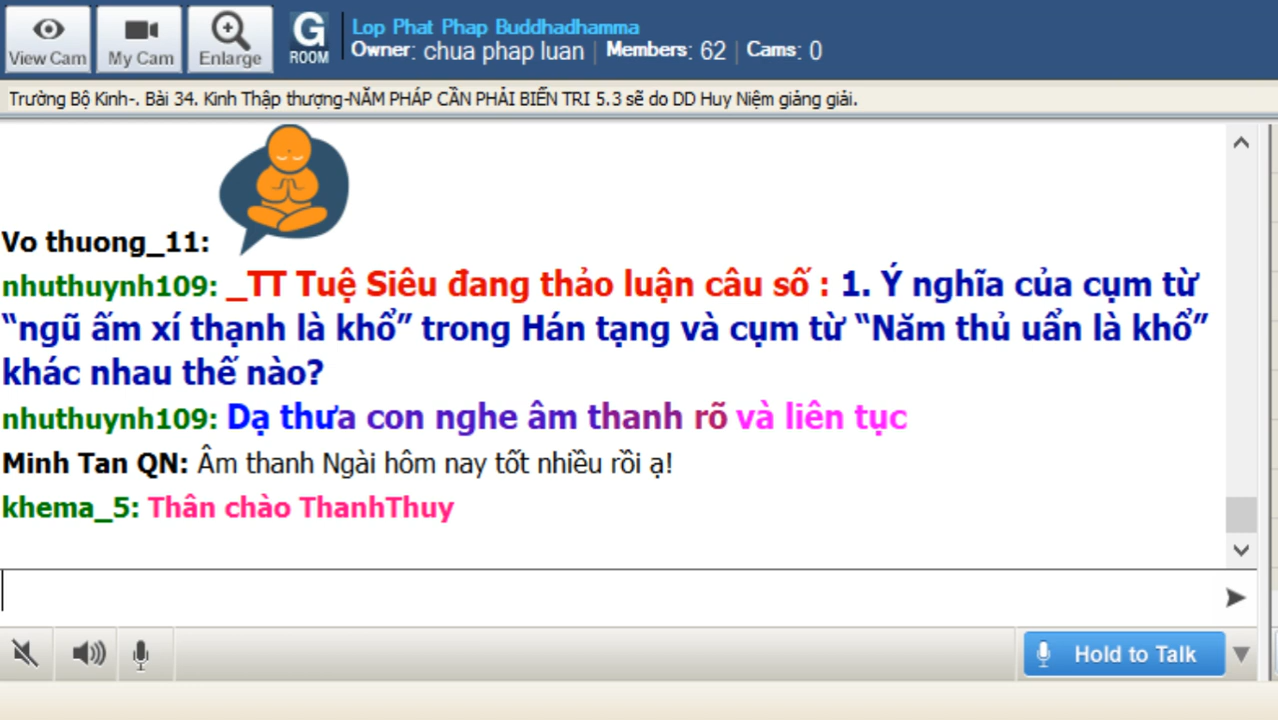 View Cam
My Cam
Enlarge
G
ROOM
Lop Phat Phap Buddhadhamma
Owner: chua phap luan | Members: 62 | Cams: 0
Trường Bộ Kinh-. Bài 34. Kinh Thập thượng-NĂM PHÁP CẦN PHẢI BIẾN TRI 5.3 sẽ do DD Huy Niệm giảng giải.
Vo thuong_11:
nhuthuynh109: _TT Tuệ Siêu đang thảo luận câu số : 1. Ý nghĩa của cụm từ
“ngũ ấm xí thạnh là khổ” trong Hán tạng và cụm từ “Năm thủ uẩn là khổ”
khác nhau thế nào?
nhuthuynh109: Dạ thưa con nghe âm thanh rõ và liên tục
Minh Tan QN: Âm thanh Ngài hôm nay tốt nhiều rồi ạ!
khema_5: Thân chào ThanhThuy
Hold to Talk